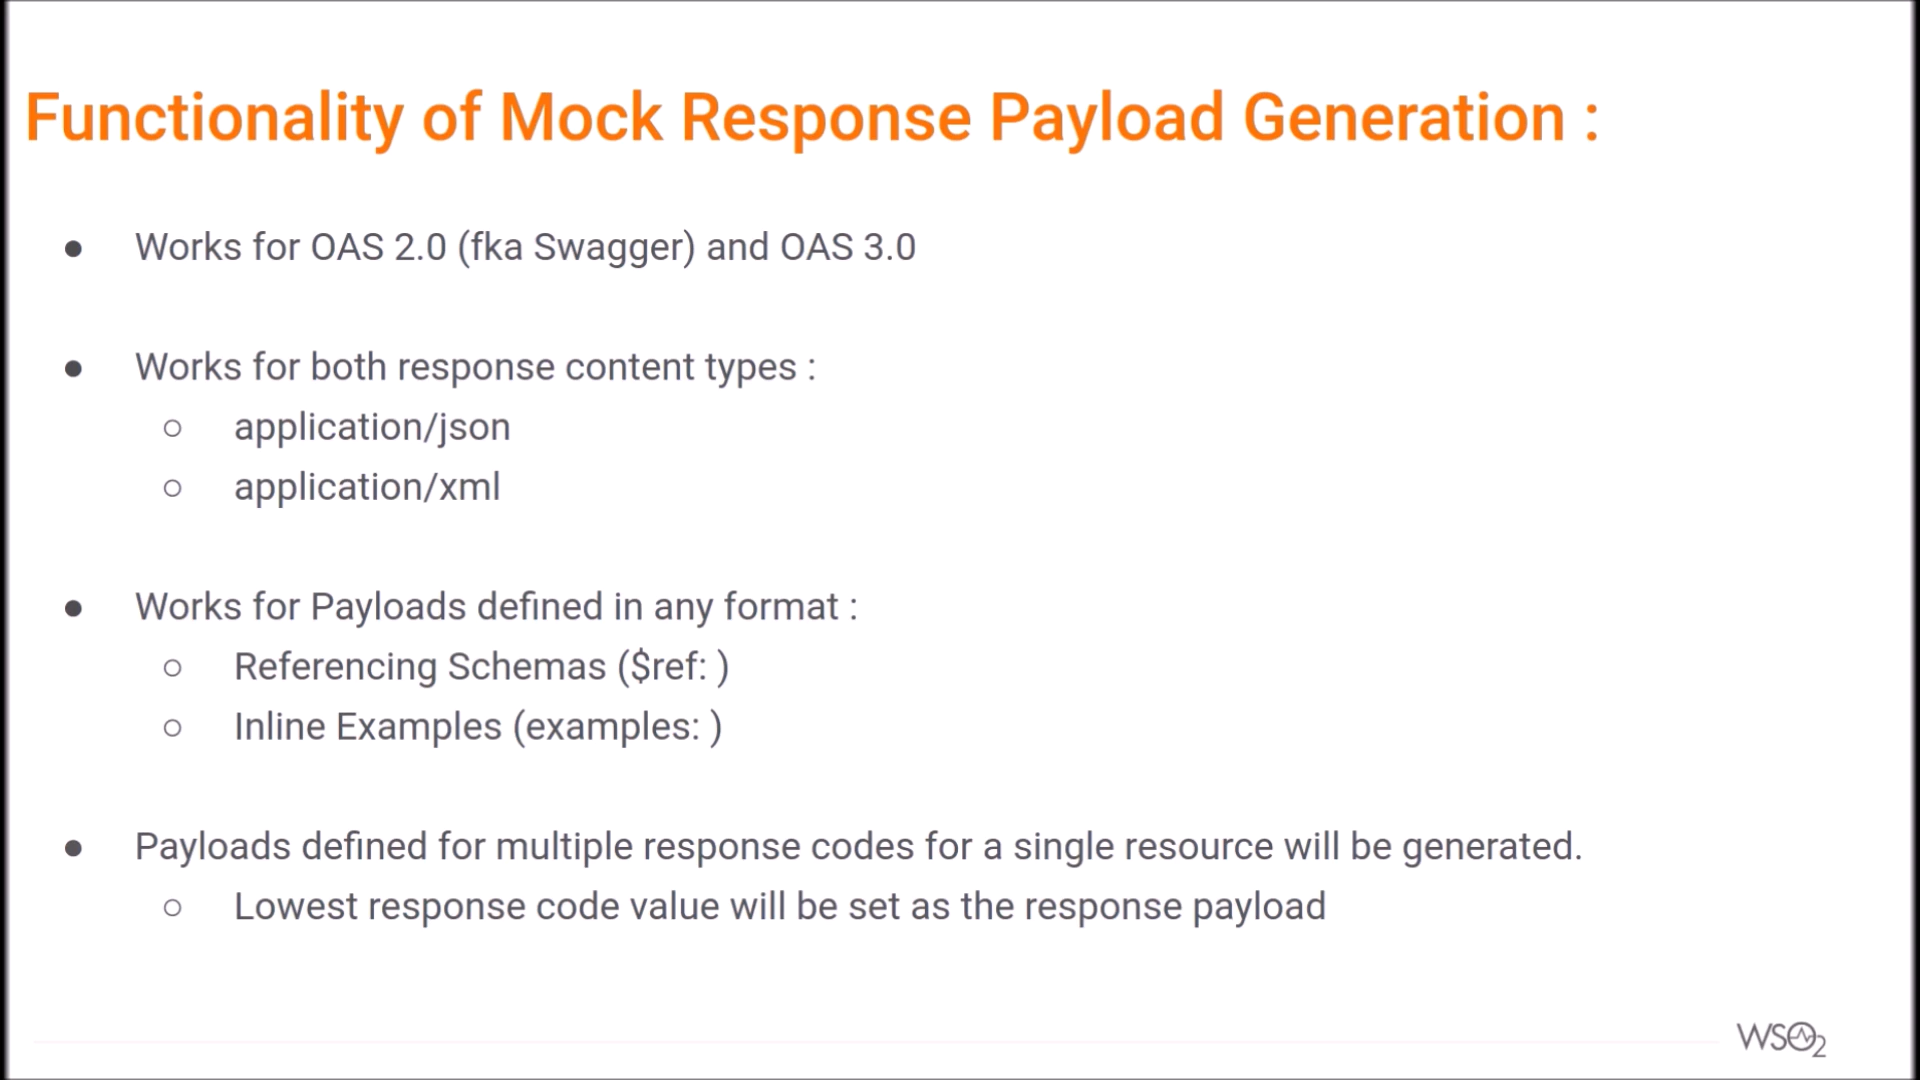 Functionality of Mock Response Payload Generation :
● Works for OAS 2.0 (fka Swagger) and OAS 3.0
● Works for both response content types :
○ application/json
○ application/xml
● Works for Payloads defined in any format :
○ Referencing Schemas ($ref: )
○ Inline Examples (examples: )
● Payloads defined for multiple response codes for a single resource will be generated.
○ Lowest response code value will be set as the response payload
WSO2